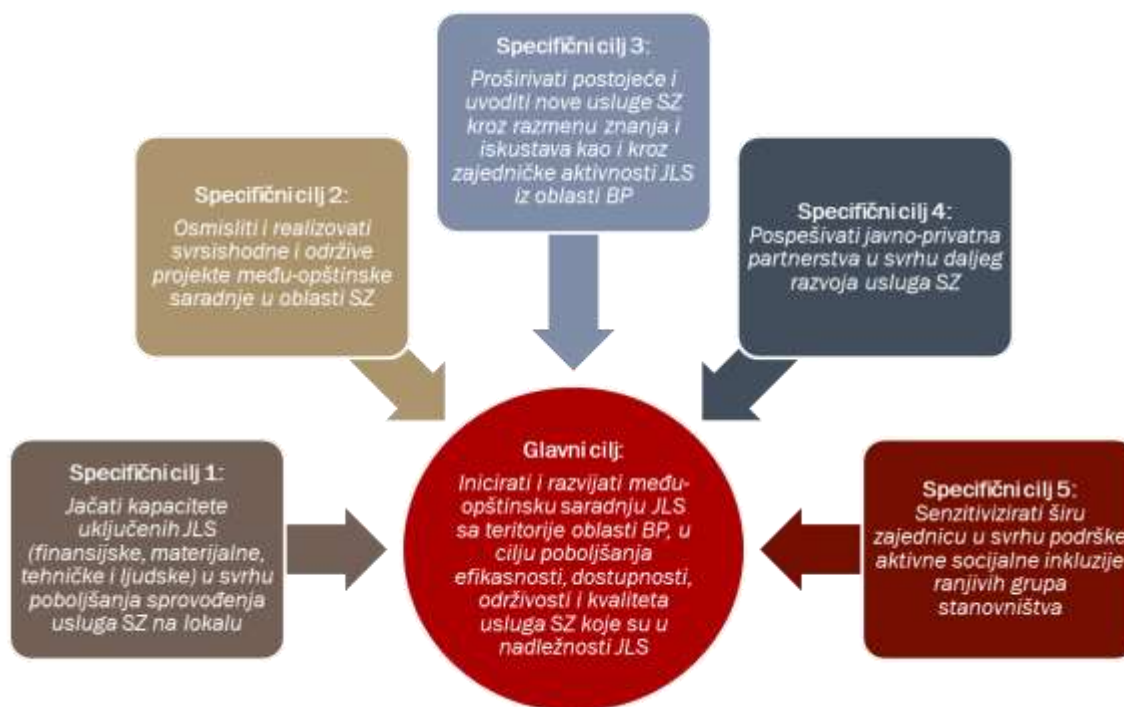 Specifični cilj 3:
Proširivati postojeće i
uvoditi nove usluge SZ
kroz razmenu znanja i
iskustava kao i kroz
zajedničke aktivnosti JLS
iz oblasti BP
Specifični cilj 2:
Osmisliti i realizovati
svrsishodne i održive
projekte među-opštinske
saradnje u oblasti SZ
Specifični cilj 4:
Pospešivati javno-privatna
partnerstva u svrhu daljeg
razvoja usluga SZ
Specifični cilj 1:
Jačati kapacitete
uključenih JLS
(finansijske, materijalne,
tehničke i ljudske) u svrhu
poboljšanja sprovođenja
usluga SZ na lokalu
Glavni cilj:
Inicirati i razvijati među-
opštinsku saradnju JLS
sa teritorije oblasti BP, u
cilju poboljšanja
efikasnosti, dostupnosti,
održivosti i kvaliteta
usluga SZ koje su u
nadležnosti JLS
Specifični cilj 5:
Senzitivizirati širu
zajednicu u svrhu podrške
aktivne socijalne inkluzije
ranjivih grupa
stanovništva